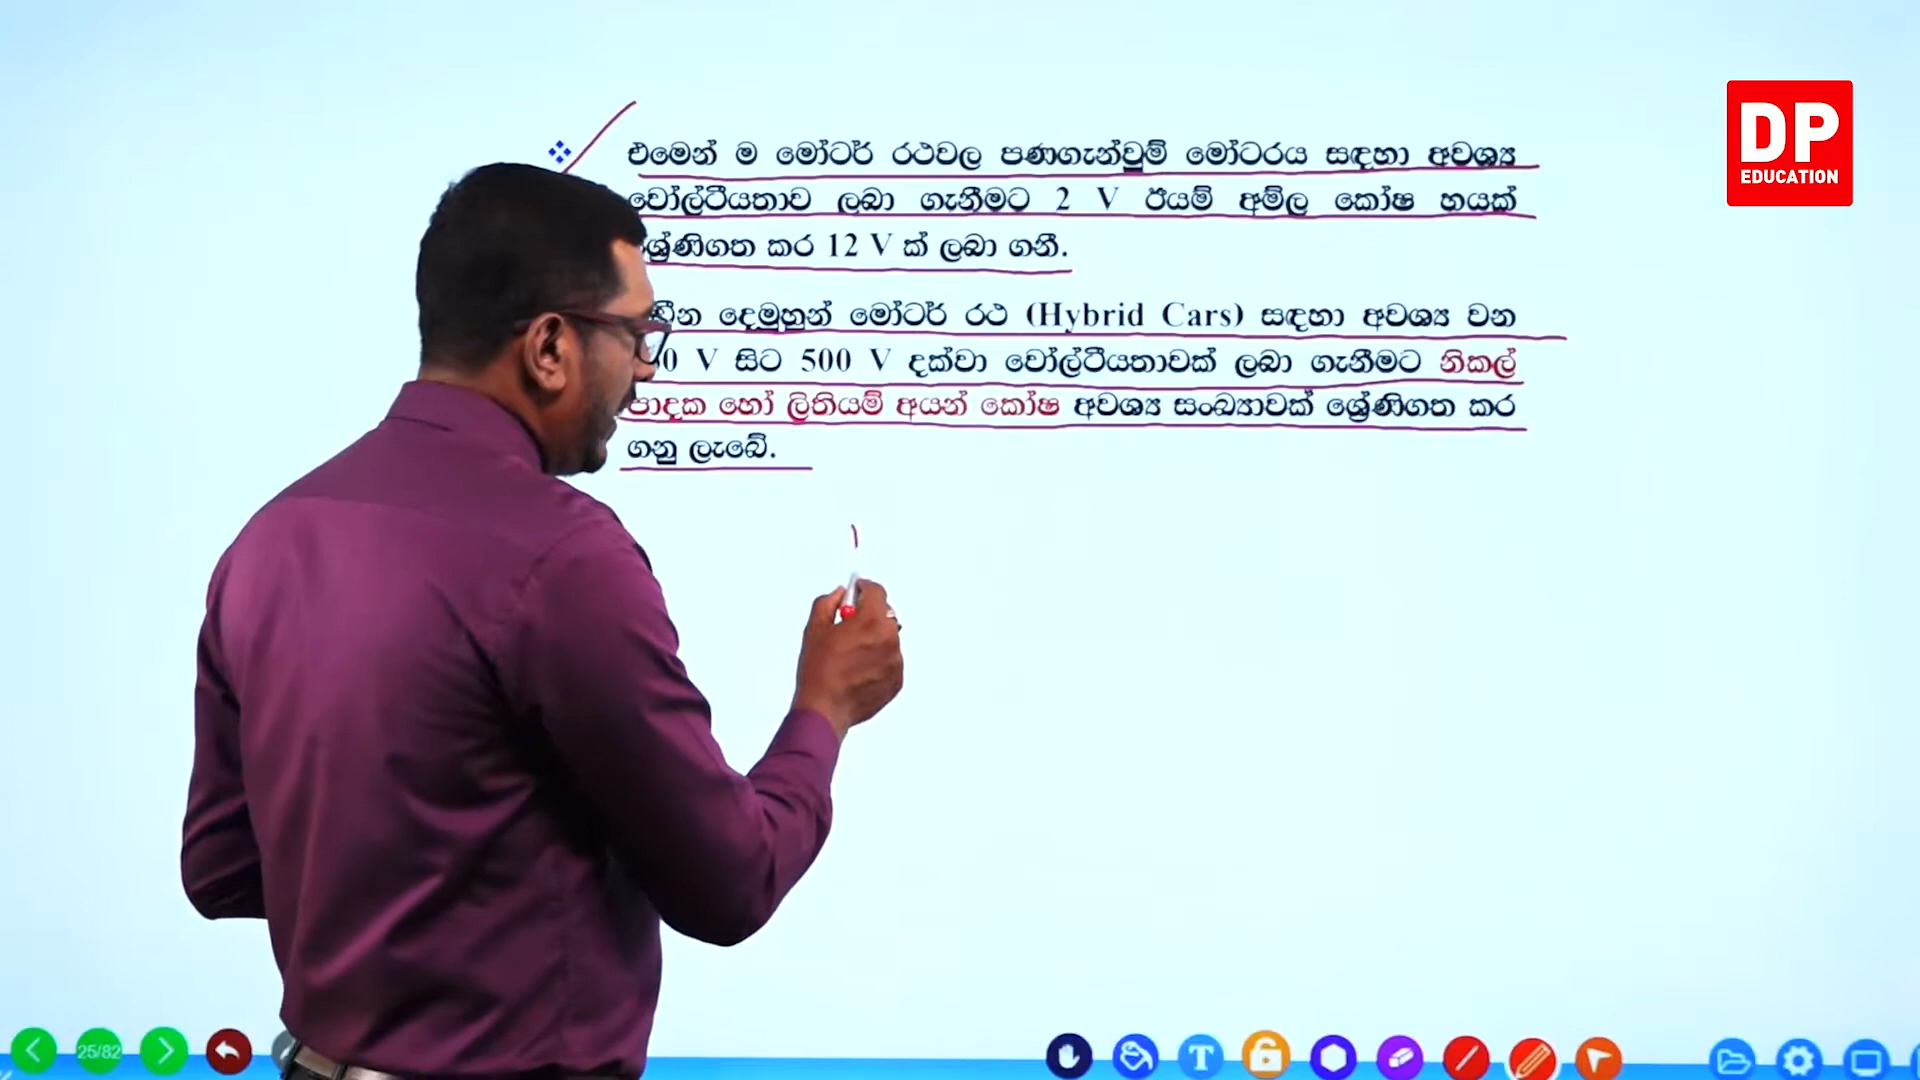 DP
EDUCATION
එමෙන් ම මෝටර් රථවල පණගැන්වුම් මෝටරය සඳහා අවශ්‍ය
වෝල්ටීයතාව ලබා ගැනීමට 2 V ඊයම් අම්ල කෝෂ හයක්
ශ්‍රේණිගත කර 12 V ක් ලබා ගනී.
දෙමුහුන් මෝටර් රථ (Hybrid Cars) සඳහා අවශ්‍ය වන
V සිට 500 V දක්වා වෝල්ටීයතාවක් ලබා ගැනීමට නිකල්
පාදක හෝ ලිතියම් අයන් කෝෂ අවශ්‍ය සංඛ්‍යාවක් ශ්‍රේණිගත කර
ගනු ලැබේ.
25/82